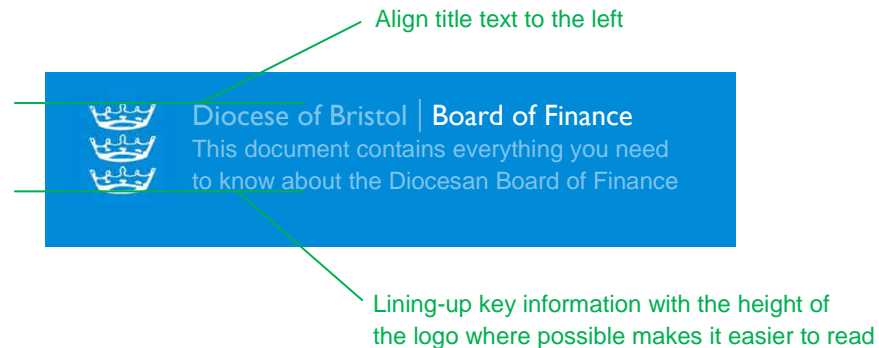 Align title text to the left
Diocese of Bristol | Board of Finance
This document contains everything you need
to know about the Diocesan Board of Finance
Lining-up key information with the height of
the logo where possible makes it easier to read